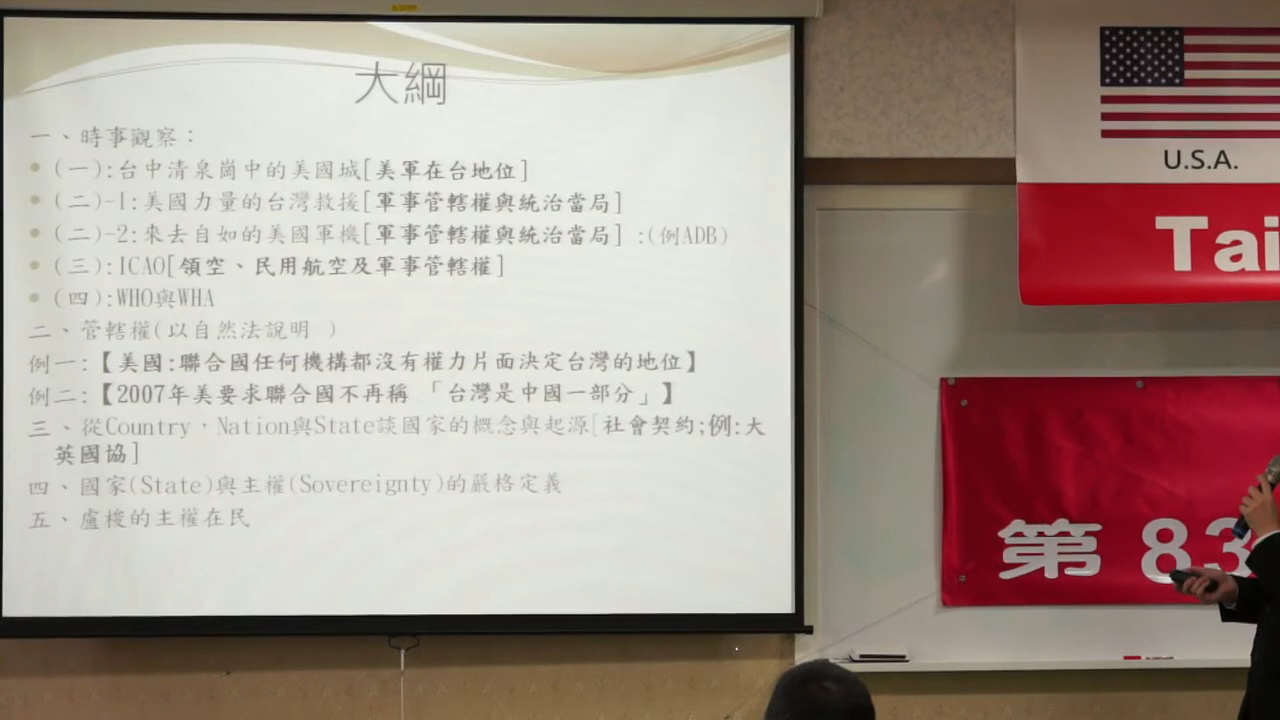 大綱
一、時事觀察：
(一):台中清泉崗中的美國城[美軍在台地位]
(二)-1:美國力量的台灣救援[軍事管轄權與統治當局]
(二)-2:來去自如的美國軍機[軍事管轄權與統治當局] :(例ADB)
(三):ICAO[領空、民用航空及軍事管轄權]
(四):WHO與WHA
二、管轄權(以自然法說明 )
例一:【美國:聯合國任何機構都沒有權力片面決定台灣的地位】
例二:【2007年美要求聯合國不再稱 「台灣是中國一部分」】
三、從Country，Nation與State談國家的概念與起源[社會契約;例:大
英國協]
四、國家(State)與主權(Sovereignty)的嚴格定義
五、盧梭的主權在民
U.S.A.
Tai
第 83